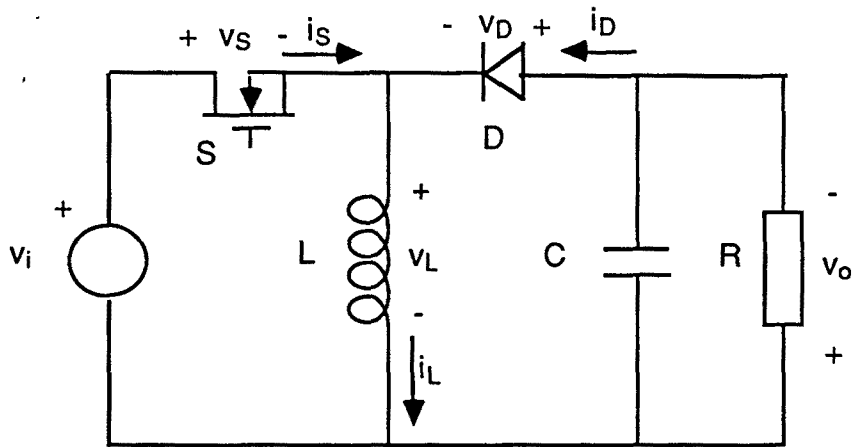 + vS - iS - vD + iD
S D
+ + -
vi L vL C R vo
- +
iL